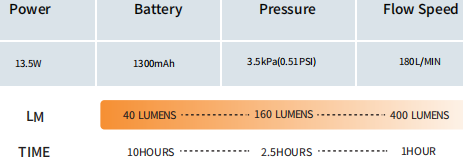 Power Battery Pressure Flow Speed
13.5W 1300mAh 3.5kPa(0.51PSI) 180L/MIN
LM 40 LUMENS 160 LUMENS 400 LUMENS
TIME 10HOURS 2.5HOURS 1HOUR